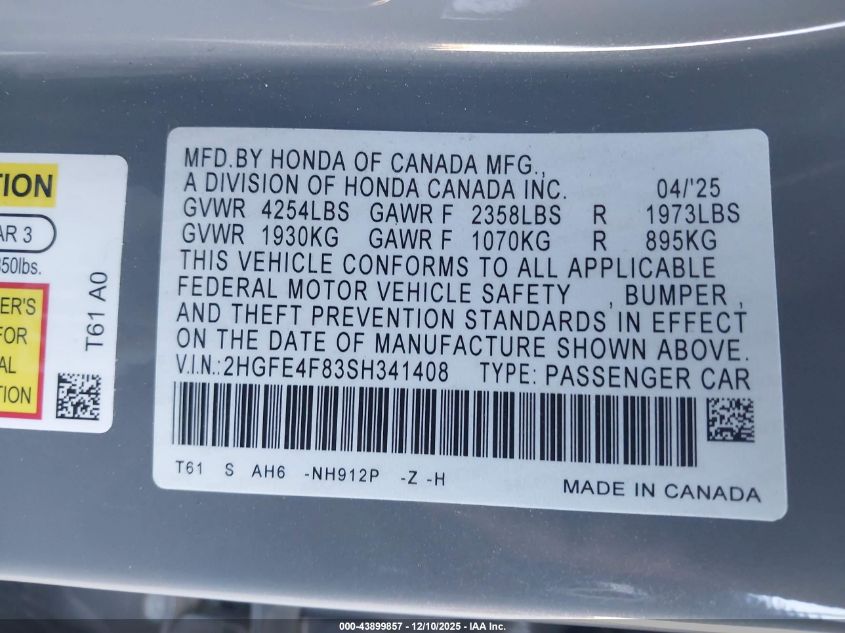 MFD.BY HONDA OF CANADA MFG.,
A DIVISION OF HONDA CANADA INC. 04/'25
GVWR 4254LBS GAWR F 2358LBS R 1973LBS
GVWR 1930KG GAWR F 1070KG R 895KG
THIS VEHICLE CONFORMS TO ALL APPLICABLE
FEDERAL MOTOR VEHICLE SAFETY , BUMPER ,
AND THEFT PREVENTION STANDARDS IN EFFECT
ON THE DATE OF MANUFACTURE SHOWN ABOVE.
V.I.N.:2HGFE4F83SH341408 TYPE: PASSENGER CAR
T61 S AH6 -NH912P -Z -H
MADE IN CANADA
TION
AR 3
850lbs.
ER'S
FOR
AL
TION
T61 A0
000-43899857 - 12/10/2025 - IAA Inc.